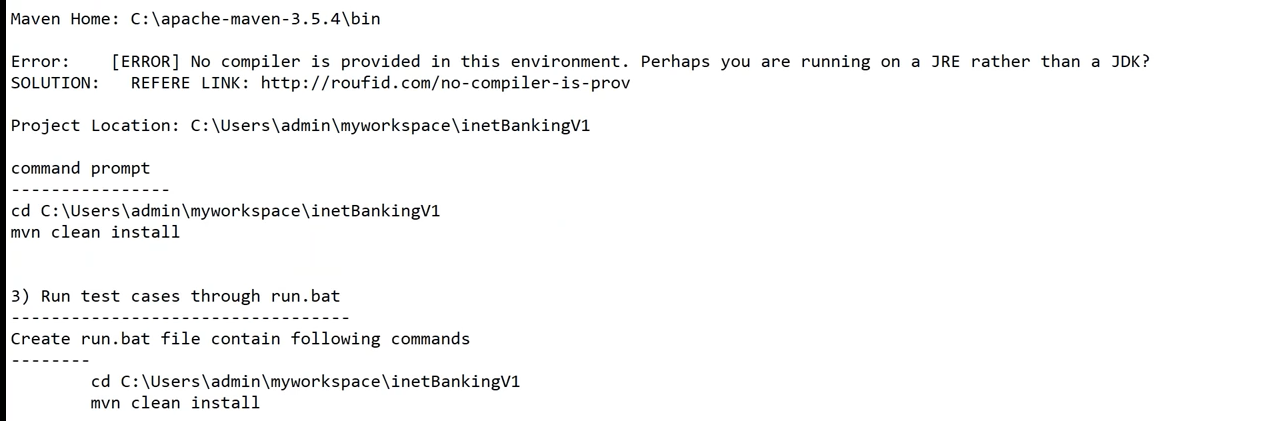 Maven Home: C:\apache-maven-3.5.4\bin
Error:    [ERROR] No compiler is provided in this environment. Perhaps you are running on a JRE rather than a JDK?
SOLUTION:   REFERE LINK: http://roufid.com/no-compiler-is-prov
Project Location: C:\Users\admin\myworkspace\inetBankingV1
command prompt
----------------
cd C:\Users\admin\myworkspace\inetBankingV1
mvn clean install
3) Run test cases through run.bat
----------------------------------
Create run.bat file contain following commands
--------
cd C:\Users\admin\myworkspace\inetBankingV1
mvn clean install